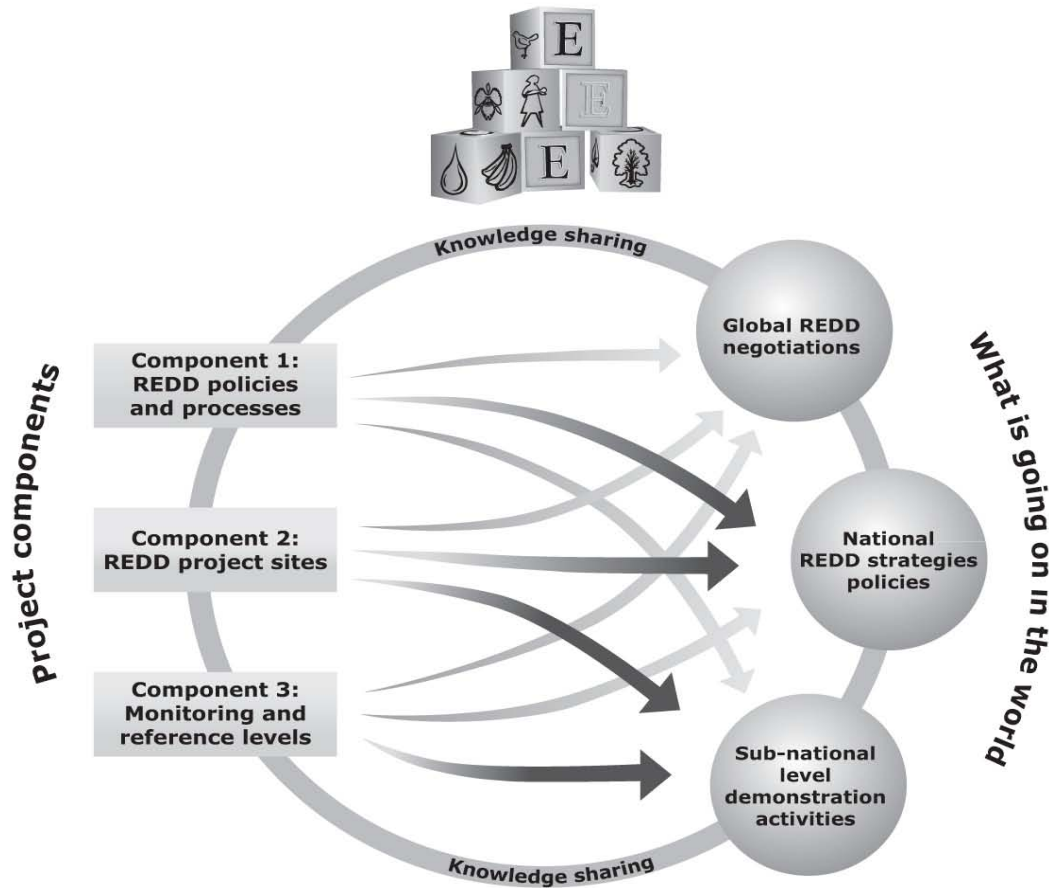 E
E
E
Knowledge sharing
Global REDD
negotiations
Component 1:
REDD policies
and processes
Project components
What is going on in the world
Component 2:
REDD project sites
National
REDD strategies
policies
Component 3:
Monitoring and
reference levels
Sub-national
level
demonstration
activities
Knowledge sharing